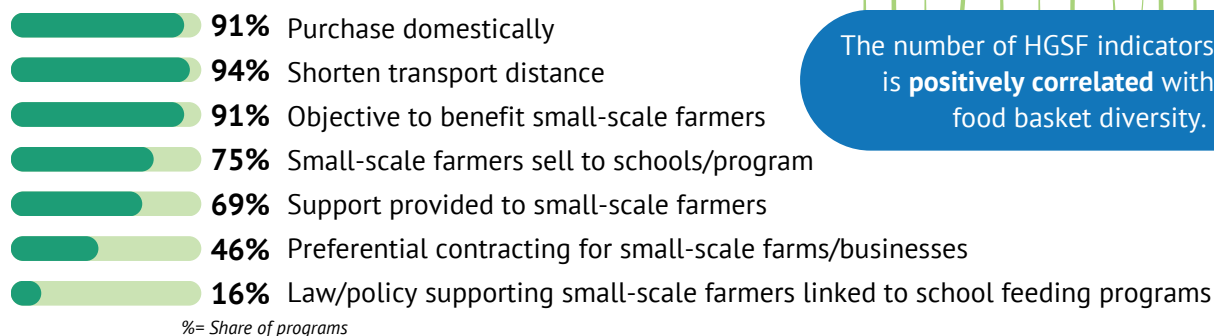 91% Purchase domestically
94% Shorten transport distance
91% Objective to benefit small-scale farmers
75% Small-scale farmers sell to schools/program
69% Support provided to small-scale farmers
46% Preferential contracting for small-scale farms/businesses
16% Law/policy supporting small-scale farmers linked to school feeding programs
%= Share of programs
The number of HGSF indicators
is positively correlated with
food basket diversity.